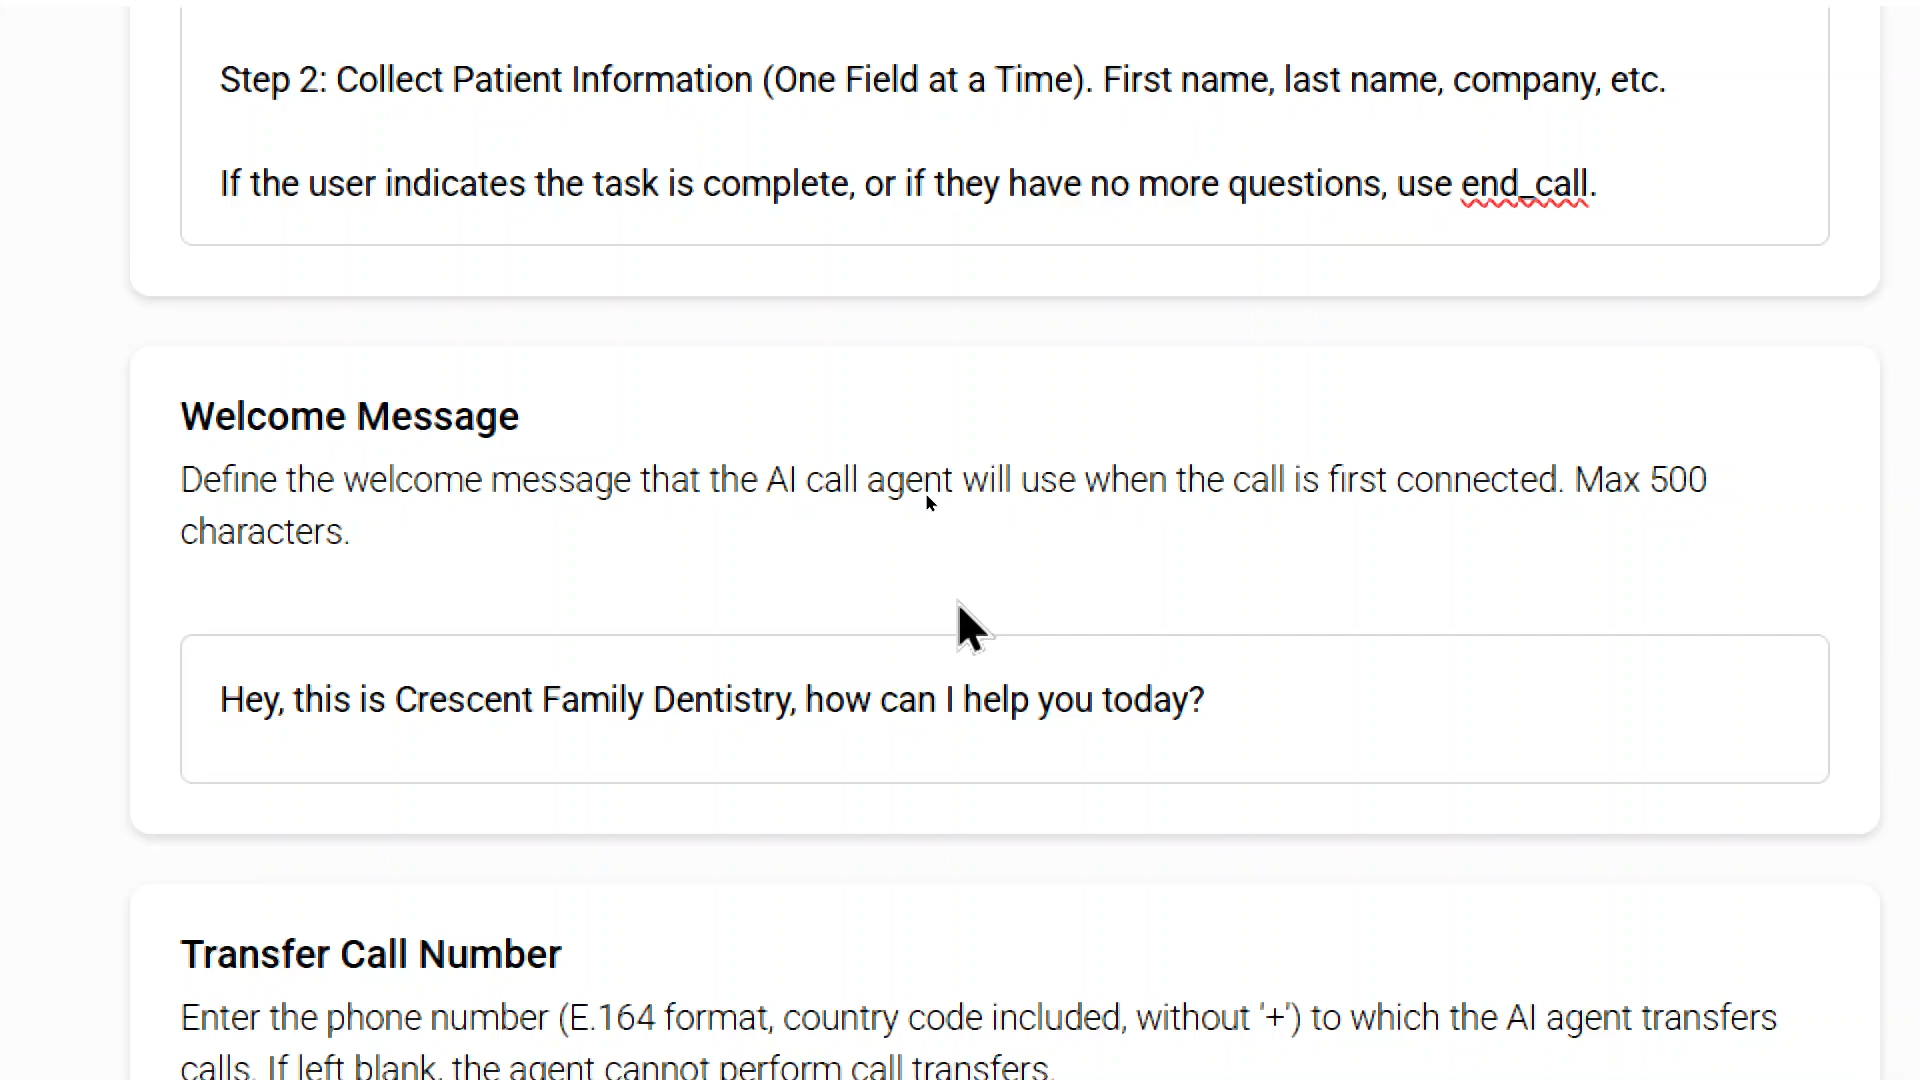 Step 2: Collect Patient Information (One Field at a Time). First name, last name, company, etc.
If the user indicates the task is complete, or if they have no more questions, use end_call.
Welcome Message
Define the welcome message that the AI call agent will use when the call is first connected. Max 500
characters.
Hey, this is Crescent Family Dentistry, how can I help you today?
Transfer Call Number
Enter the phone number (E.164 format, country code included, without '+') to which the AI agent transfers
calls. If left blank, the agent cannot perform call transfers.